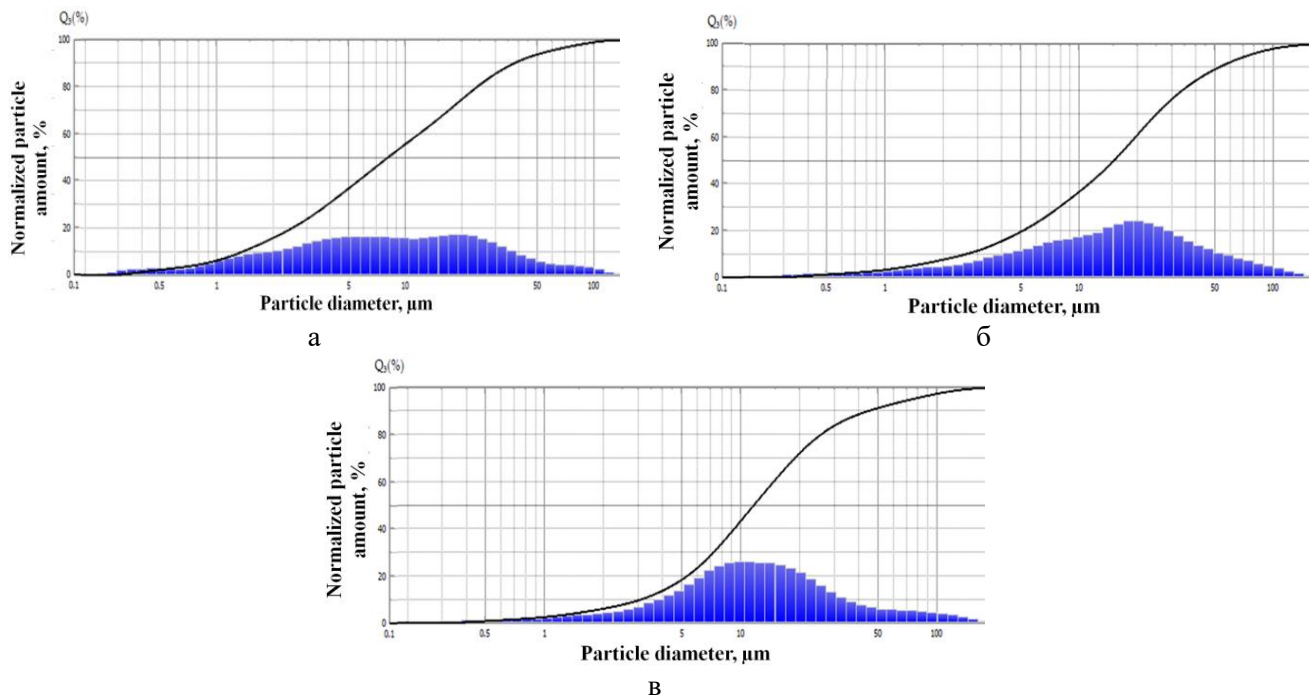 Q₃(%)
Normalized particle
amount, %
100
80
60
40
20
0
0.1
0.5
1
5
10
50
100
Particle diameter, µm
а
Q₃(%)
Normalized particle
amount, %
100
80
60
40
20
0
0.1
0.5
1
5
10
50
100
Particle diameter, µm
б
Q₃(%)
Normalized particle
amount, %
100
80
60
40
20
0
0.1
0.5
1
5
10
50
100
Particle diameter, µm
в